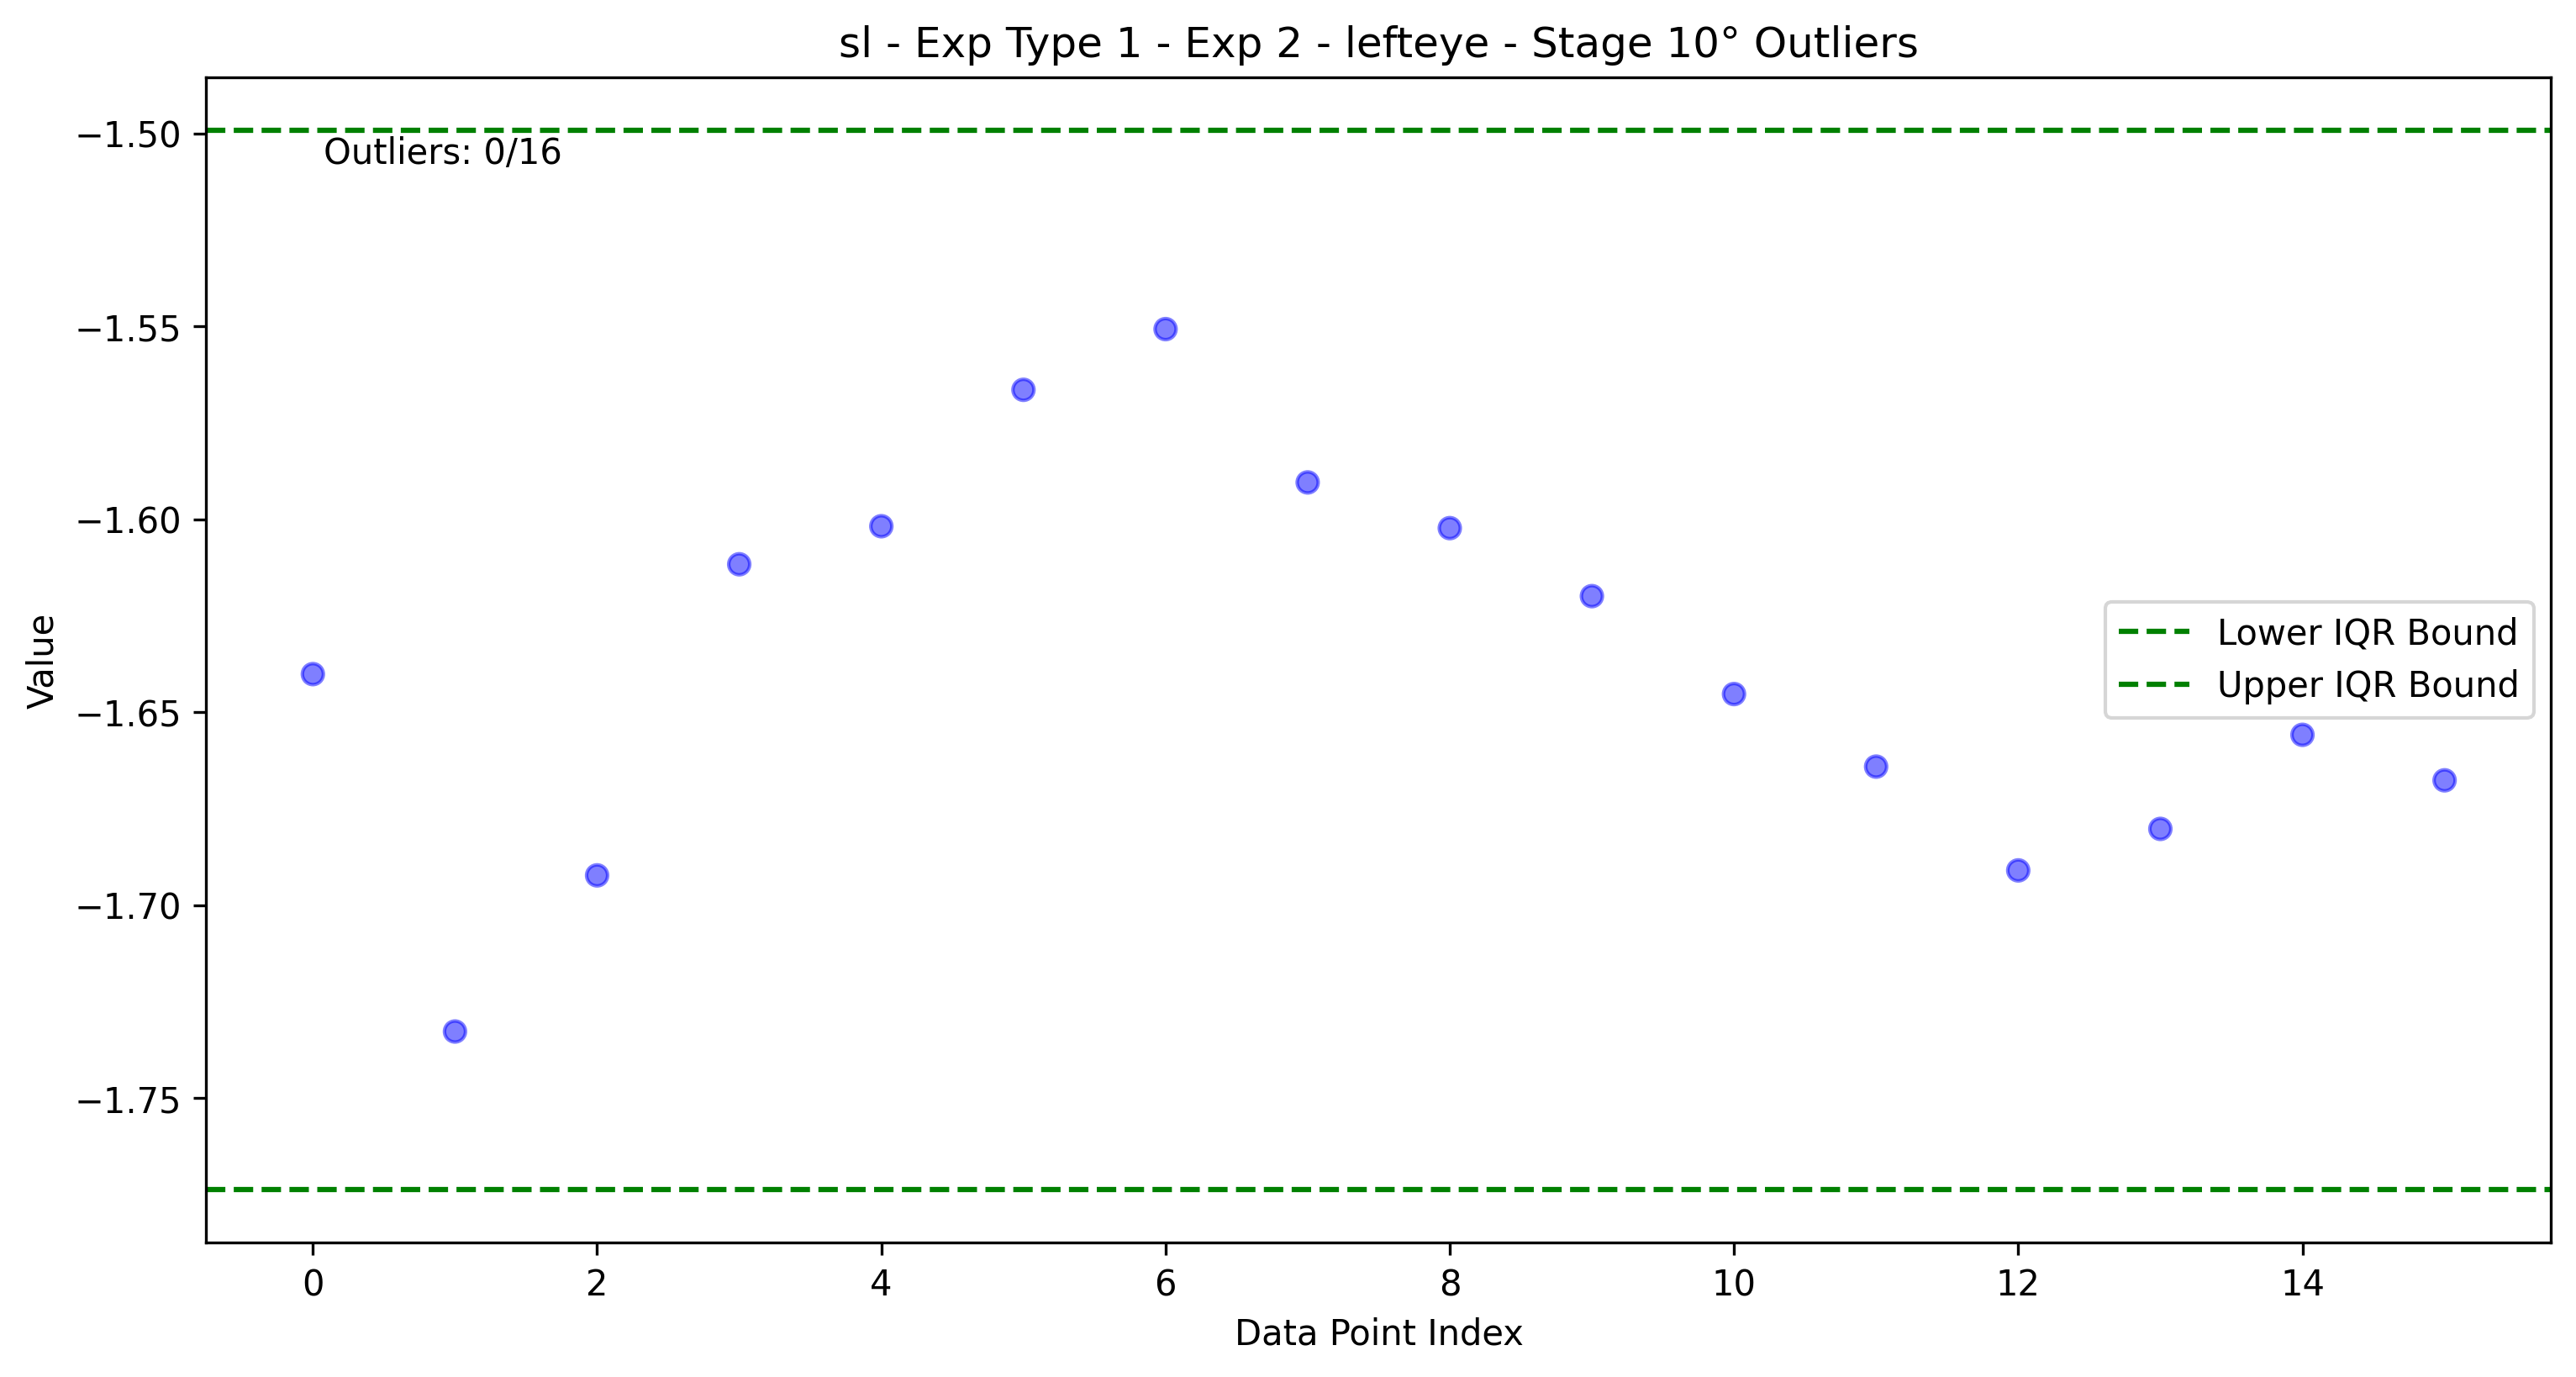 sl - Exp Type 1 - Exp 2 - lefteye - Stage 10° Outliers
Outliers: 0/16
−1.50
−1.55
−1.60
−1.65
−1.70
−1.75
Value
Lower IQR Bound
Upper IQR Bound
0 2 4 6 8 10 12 14
Data Point Index